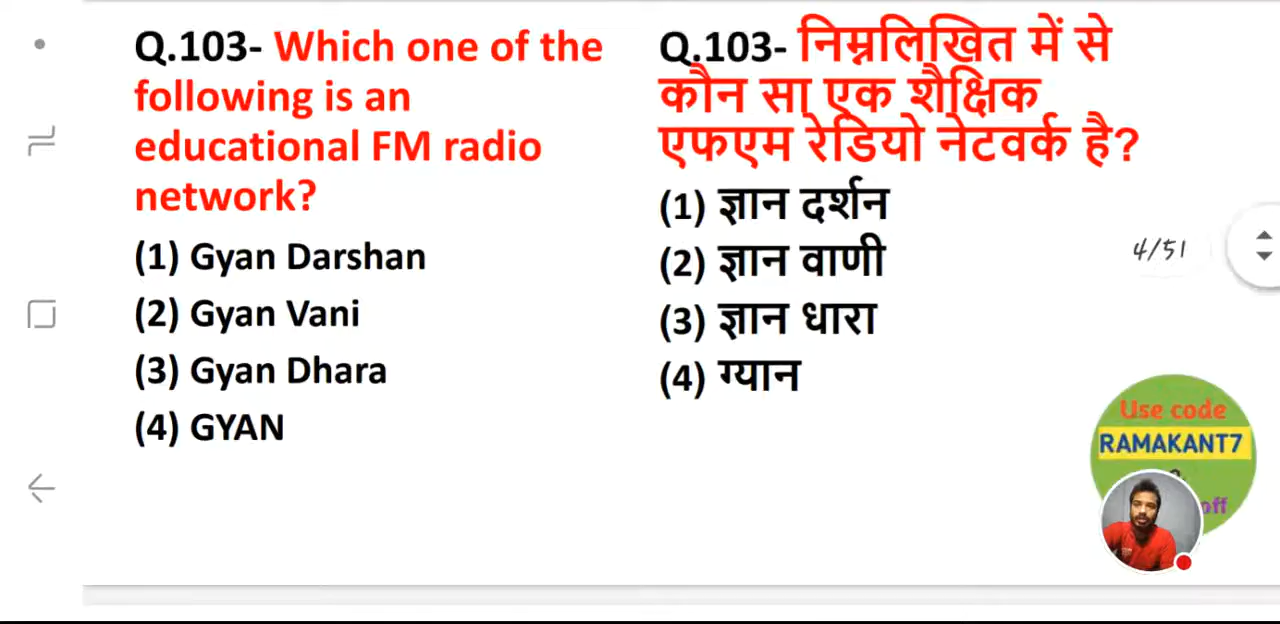 Q.103- Which one of the
following is an
educational FM radio
network?
(1) Gyan Darshan
(2) Gyan Vani
(3) Gyan Dhara
(4) GYAN
Q.103- निम्नलिखित में से
कौन सा एक शैक्षिक
एफएम रेडियो नेटवर्क है?
(1) ज्ञान दर्शन
(2) ज्ञान वाणी
(3) ज्ञान धारा
(4) ग्यान
4/51
Use code
RAMAKANT7
off